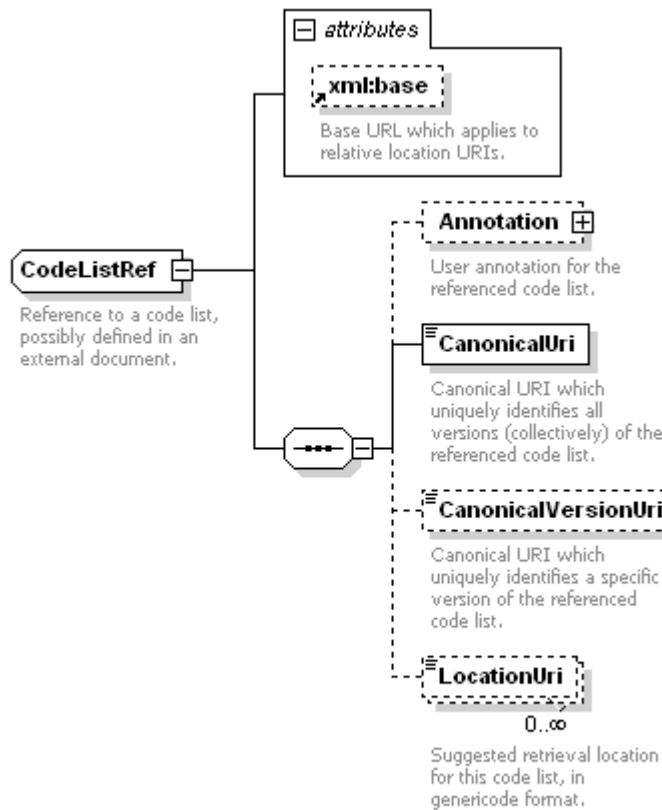 attributes
xml:base
Base URL which applies to
relative location URIs.
CodeListRef
Reference to a code list,
possibly defined in an
external document.
Annotation
User annotation for the
referenced code list.
CanonicalUri
Canonical URI which
uniquely identifies all
versions (collectively) of the
referenced code list.
CanonicalVersionUri
Canonical URI which
uniquely identifies a specific
version of the referenced
code list.
LocationUri
0..∞
Suggested retrieval location
for this code list, in
genericode format.